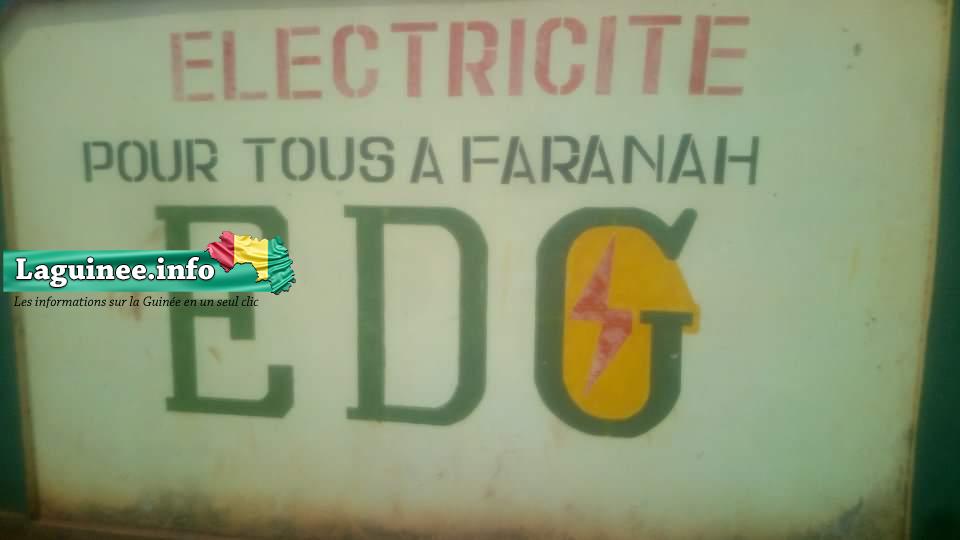 ELECTRICITE
POUR TOUS A FARANAH
EDG
Laguinee.info
Les informations sur la Guinée en un seul clic